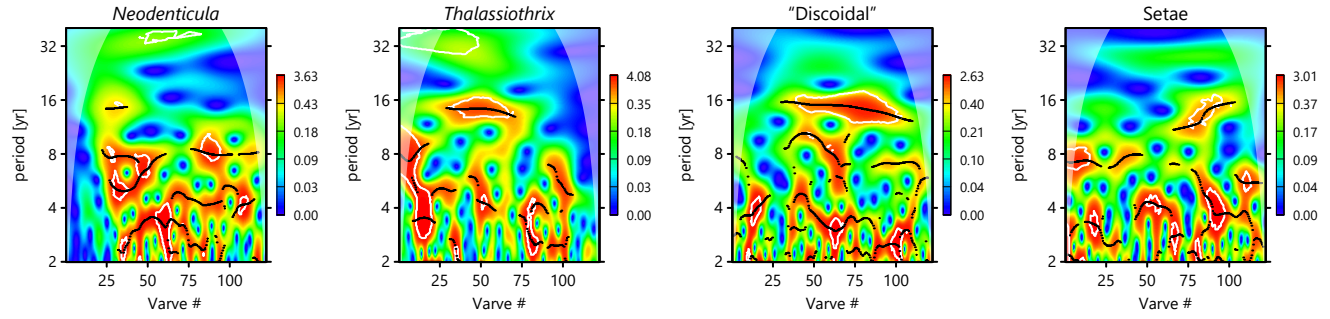 Neodenticula
Thalassiothrix
“Discoidal”
Setae
period [yr]
32
16
8
4
2
25 50 75 100
Varve #
3.63
0.43
0.18
0.09
0.03
0.00
period [yr]
32
16
8
4
2
25 50 75 100
Varve #
4.08
0.35
0.18
0.09
0.03
0.00
period [yr]
32
16
8
4
2
25 50 75 100
Varve #
2.63
0.40
0.21
0.10
0.04
0.00
period [yr]
32
16
8
4
2
25 50 75 100
Varve #
3.01
0.37
0.17
0.09
0.04
0.00